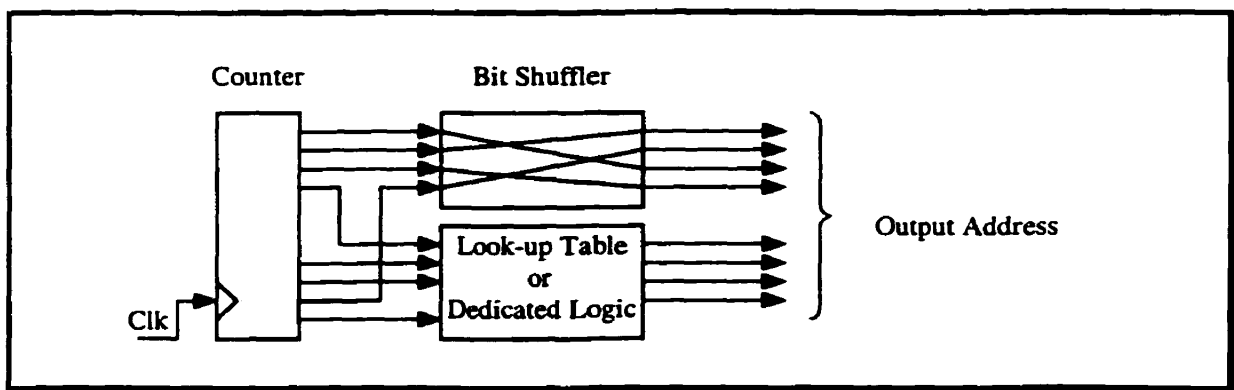 Counter
Bit Shuffler
Look-up Table
or
Dedicated Logic
Output Address
Clk